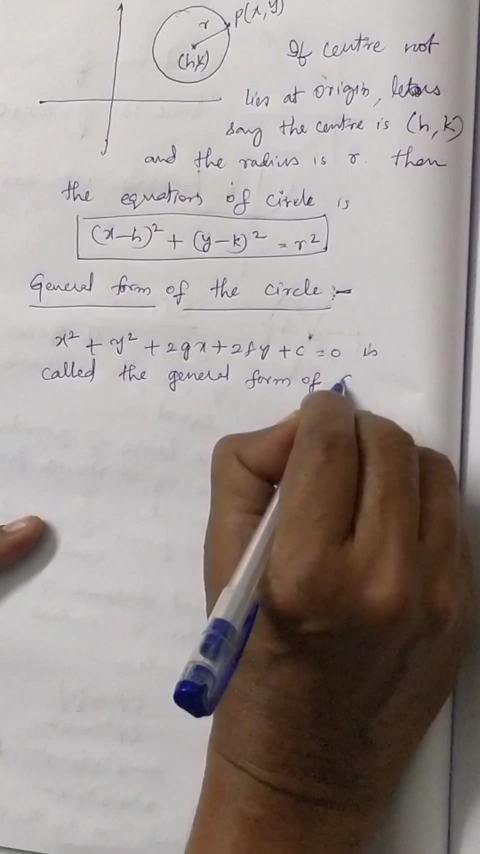 P(x,y)
r
(h,k)
If centre not
lies at origin, let us
say the centre is (h,k)
and the radius is r. then
the equation of circle is
(x-h)² + (y-k)² = r²
General form of the circle :-
x² + y² + 2gx + 2fy + c = 0 is
called the general form of